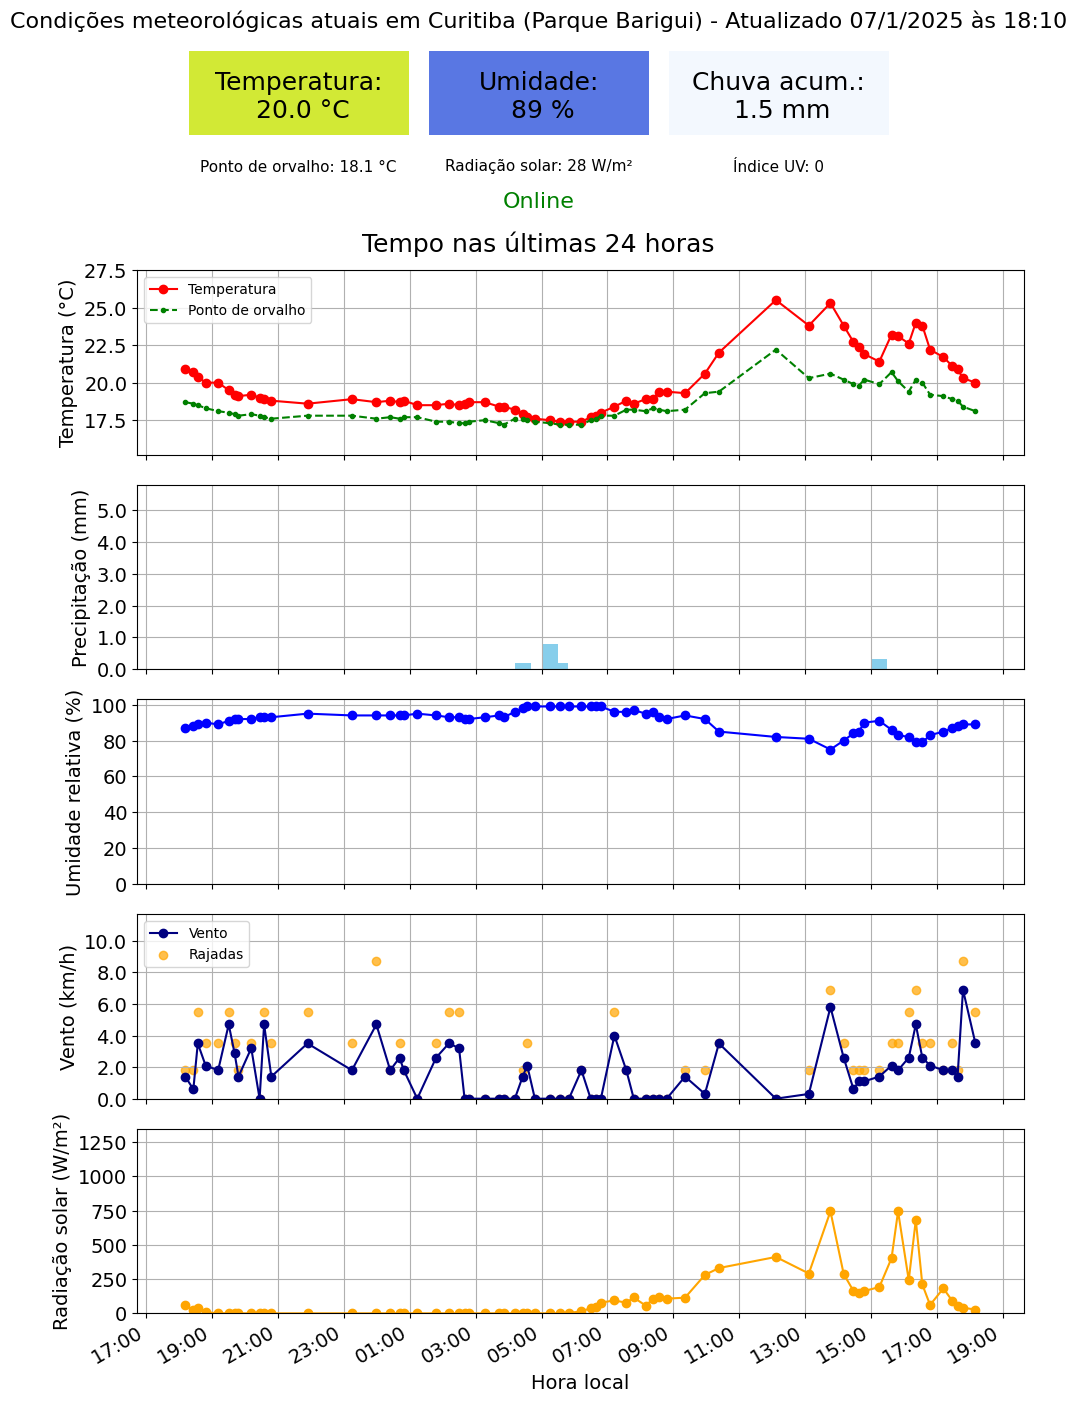 Condições meteorológicas atuais em Curitiba (Parque Barigui) - Atualizado 07/1/2025 às 18:10
Temperatura:
20.0 °C
Umidade:
89 %
Chuva acum.:
1.5 mm
Ponto de orvalho: 18.1 °C
Radiação solar: 28 W/m²
Índice UV: 0
Online
Tempo nas últimas 24 horas
Temperatura (°C)
27.5
25.0
22.5
20.0
17.5
Temperatura
Ponto de orvalho
Precipitação (mm)
5.0
4.0
3.0
2.0
1.0
0.0
Umidade relativa (%)
100
80
60
40
20
0
Vento (km/h)
10.0
8.0
6.0
4.0
2.0
0.0
Vento
Rajadas
Radiação solar (W/m²)
1250
1000
750
500
250
0
17:00
19:00
21:00
23:00
01:00
03:00
05:00
07:00
09:00
11:00
13:00
15:00
17:00
19:00
Hora local